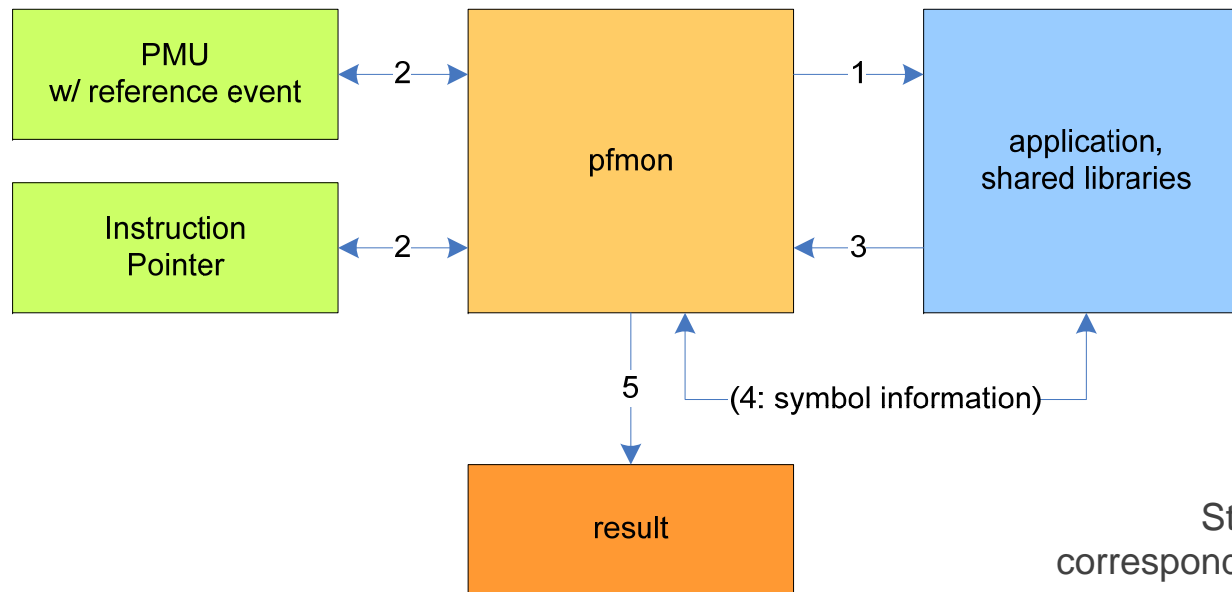 PMU
w/ reference event
2
pfmon
1
application,
shared libraries
Instruction
Pointer
2
3
5
(4: symbol information)
result